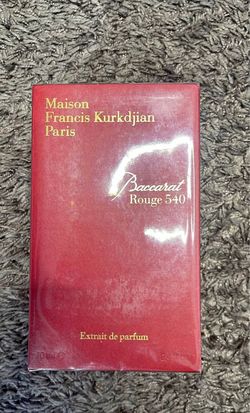 Maison
Francis Kurkdjian
Paris
Baccarat
Rouge 540
Extrait de parfum